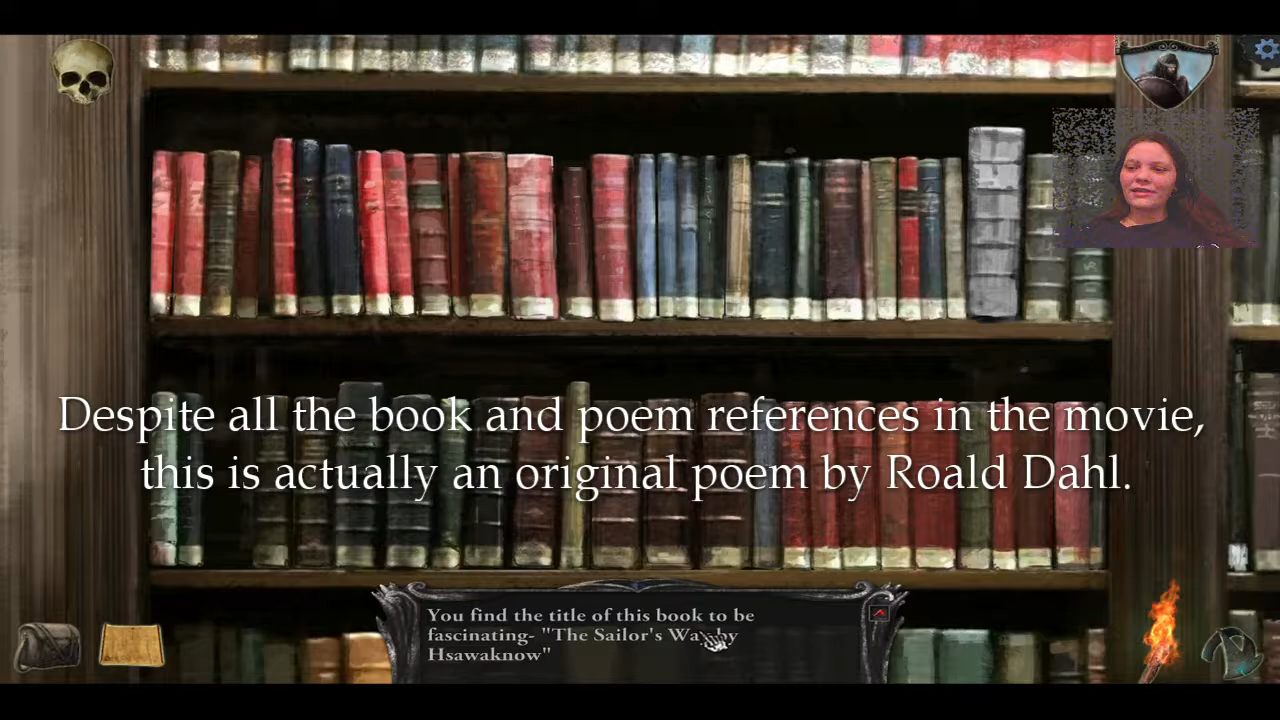 Despite all the book and poem references in the movie,
this is actually an original poem by Roald Dahl.
You find the title of this book to be
fascinating- "The Sailor's Way by
Hsawaknow"